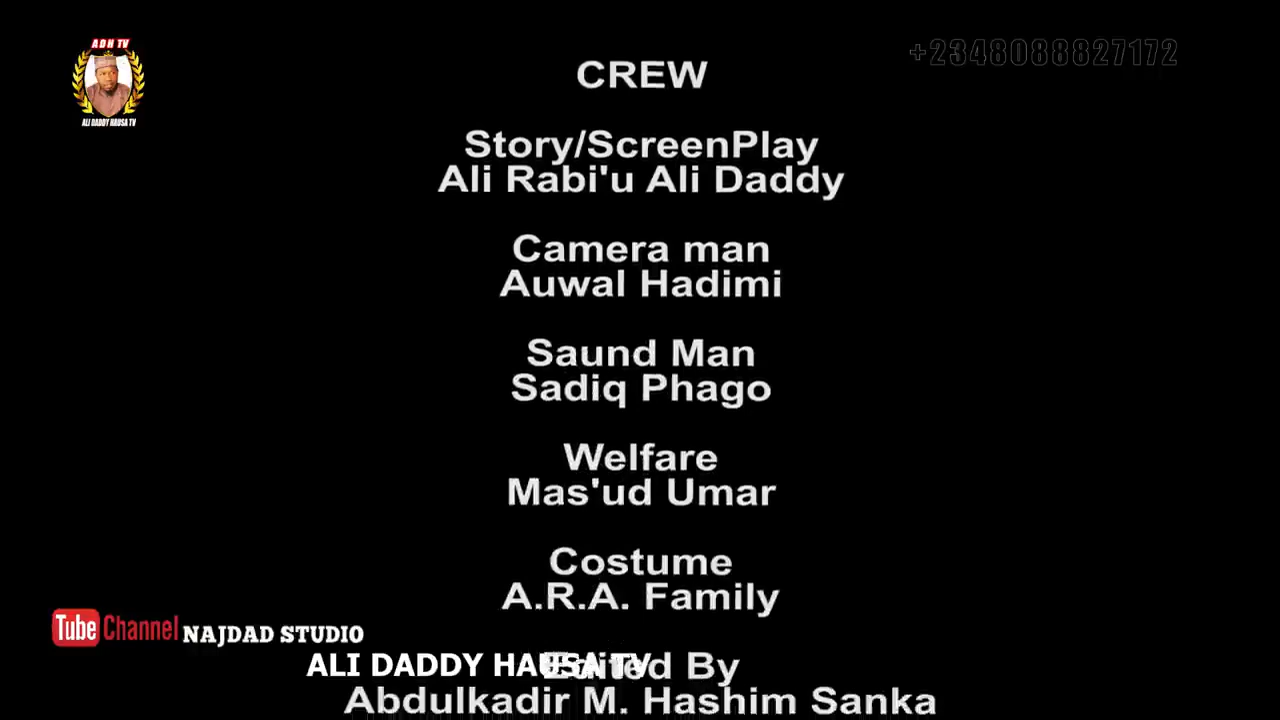 ADH TV
ALI DADDY HAUSA TV
+2348088827172
CREW
Story/ScreenPlay
Ali Rabi'u Ali Daddy
Camera man
Auwal Hadimi
Saund Man
Sadiq Phago
Welfare
Mas'ud Umar
Costume
A.R.A. Family
Tube Channel NAJDAD STUDIO
ALI DADDY HAUSA TV
Edited By
Abdulkadir M. Hashim Sanka